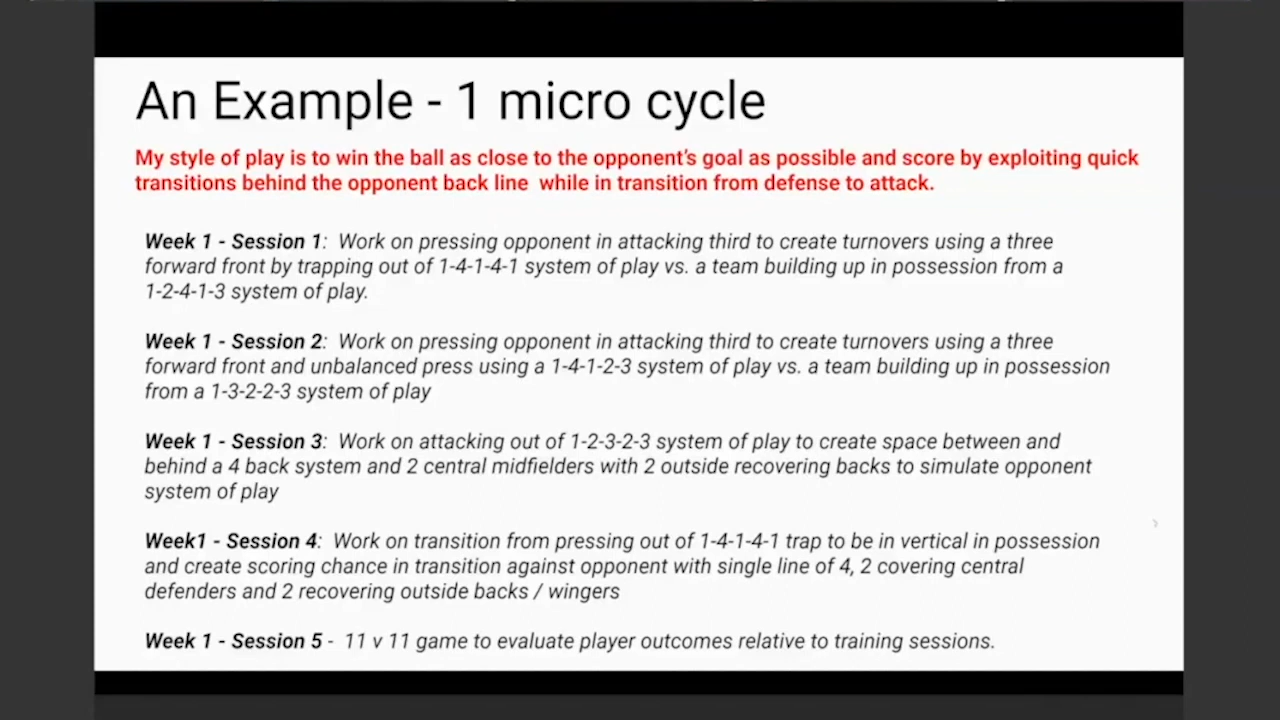 An Example - 1 micro cycle
My style of play is to win the ball as close to the opponent's goal as possible and score by exploiting quick
transitions behind the opponent back line  while in transition from defense to attack.
Week 1 - Session 1:  Work on pressing opponent in attacking third to create turnovers using a three
forward front by trapping out of 1-4-1-4-1 system of play vs. a team building up in possession from a
1-2-4-1-3 system of play.
Week 1 - Session 2:  Work on pressing opponent in attacking third to create turnovers using a three
forward front and unbalanced press using a 1-4-1-2-3 system of play vs. a team building up in possession
from a 1-3-2-2-3 system of play
Week 1 - Session 3:  Work on attacking out of 1-2-3-2-3 system of play to create space between and
behind a 4 back system and 2 central midfielders with 2 outside recovering backs to simulate opponent
system of play
Week1 - Session 4:  Work on transition from pressing out of 1-4-1-4-1 trap to be in vertical in possession
and create scoring chance in transition against opponent with single line of 4, 2 covering central
defenders and 2 recovering outside backs / wingers
Week 1 - Session 5 -  11 v 11 game to evaluate player outcomes relative to training sessions.